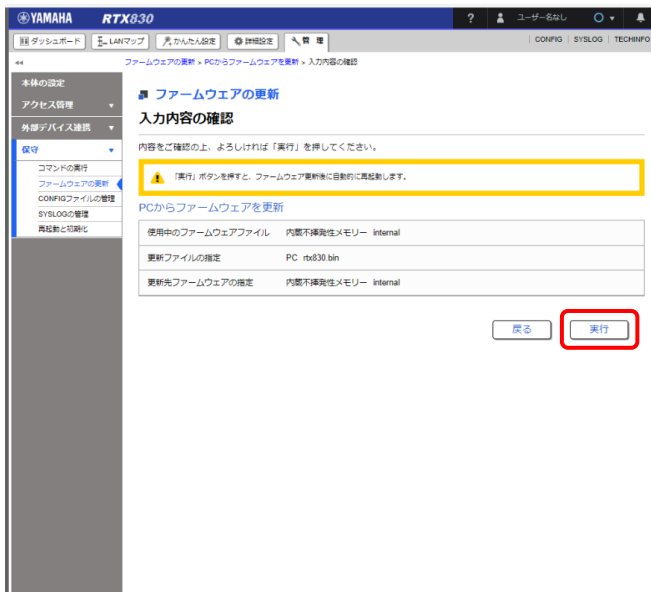 YAMAHA RTX830 ? ユーザー名なし
ダッシュボード LANマップ かんたん設定 詳細設定 管 理 CONFIG | SYSLOG | TECHINFO
ファームウェアの更新 » PCからファームウェアを更新 » 入力内容の確認
本体の設定
アクセス管理
外部デバイス連携
保守
コマンドの実行
ファームウェアの更新
CONFIGファイルの管理
SYSLOGの管理
再起動と初期化
ファームウェアの更新
入力内容の確認
内容をご確認の上、よろしければ「実行」を押してください。
「実行」ボタンを押すと、ファームウェア更新後に自動的に再起動します。
PCからファームウェアを更新
使用中のファームウェアファイル 内蔵不揮発性メモリー internal
更新ファイルの指定 PC rtx830.bin
更新先ファームウェアの指定 内蔵不揮発性メモリー internal
戻る 実行